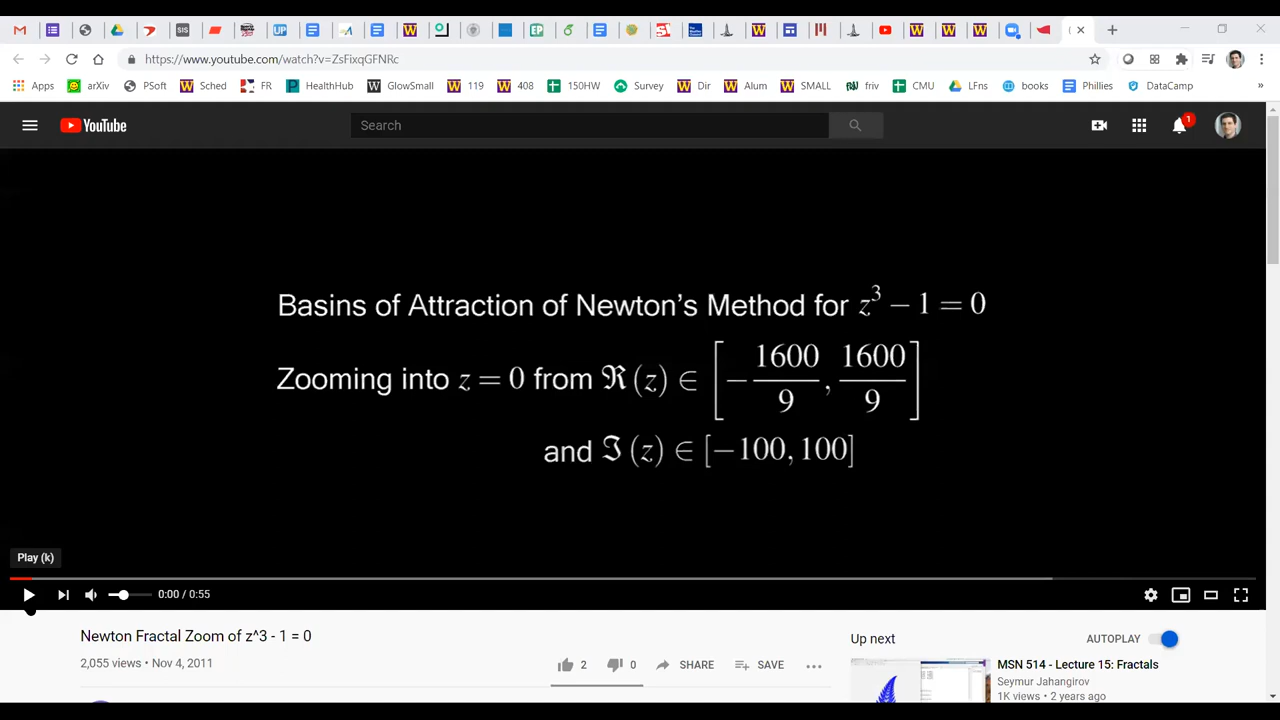 https://www.youtube.com/watch?v=ZsFixqGFNRc
Apps arXiv PSoft Sched FR HealthHub GlowSmall 119 408 150HW Survey Dir Alum SMALL friv CMU LFns books Phillies DataCamp »
YouTube
Search
1
Basins of Attraction of Newton's Method for z³ − 1 = 0
Zooming into z = 0 from ℜ(z) ∈ [−1600/9, 1600/9]
and ℑ(z) ∈ [−100, 100]
Play (k)
0:00 / 0:55
Newton Fractal Zoom of z^3 - 1 = 0
2,055 views • Nov 4, 2011
2 0 SHARE SAVE
Up next
AUTOPLAY
MSN 514 - Lecture 15: Fractals
Seymur Jahangirov
1K views • 2 years ago